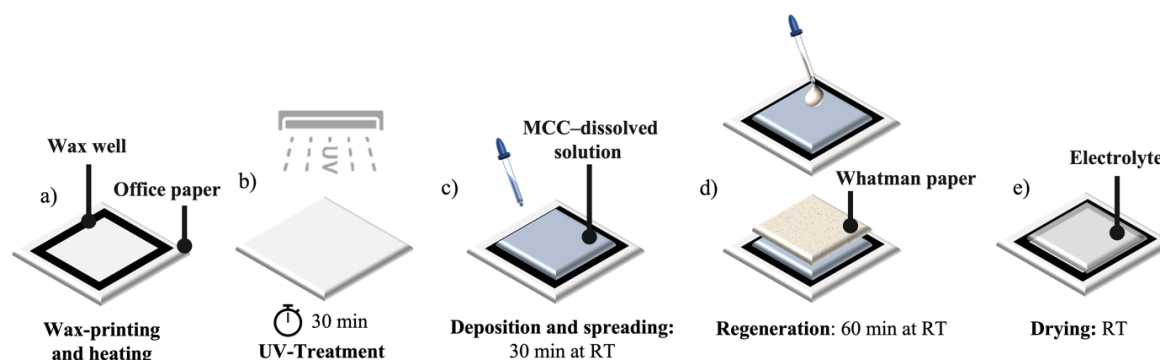 a)
Wax well
Office paper
Wax-printing
and heating
b)
UV
30 min
UV-Treatment
c)
MCC–dissolved
solution
Deposition and spreading:
30 min at RT
d)
Whatman paper
Regeneration: 60 min at RT
e)
Electrolyte
Drying: RT